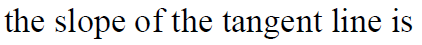 the slope of the tangent line is